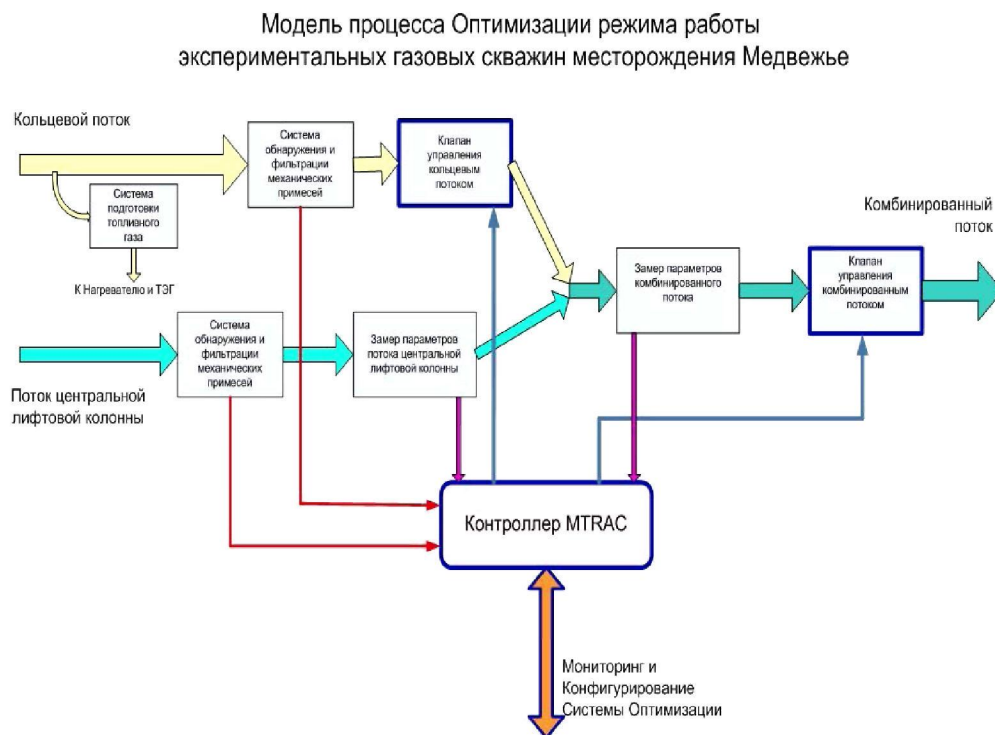 Модель процесса Оптимизации режима работы
экспериментальных газовых скважин месторождения Медвежье
Кольцевой поток
Система
обнаружения и
фильтрации
механических
примесей
Клапан
управления
кольцевым
потоком
Система
подготовки
топливного
газа
К Нагревателю и ТЭГ
Комбинированный
поток
Замер параметров
комбинированного
потока
Клапан
управления
комбинированным
потоком
Система
обнаружения и
фильтрации
механических
примесей
Замер параметров
потока центральной
лифтовой колонны
Поток центральной
лифтовой колонны
Контроллер MTRAC
Мониторинг и
Конфигурирование
Системы Оптимизации